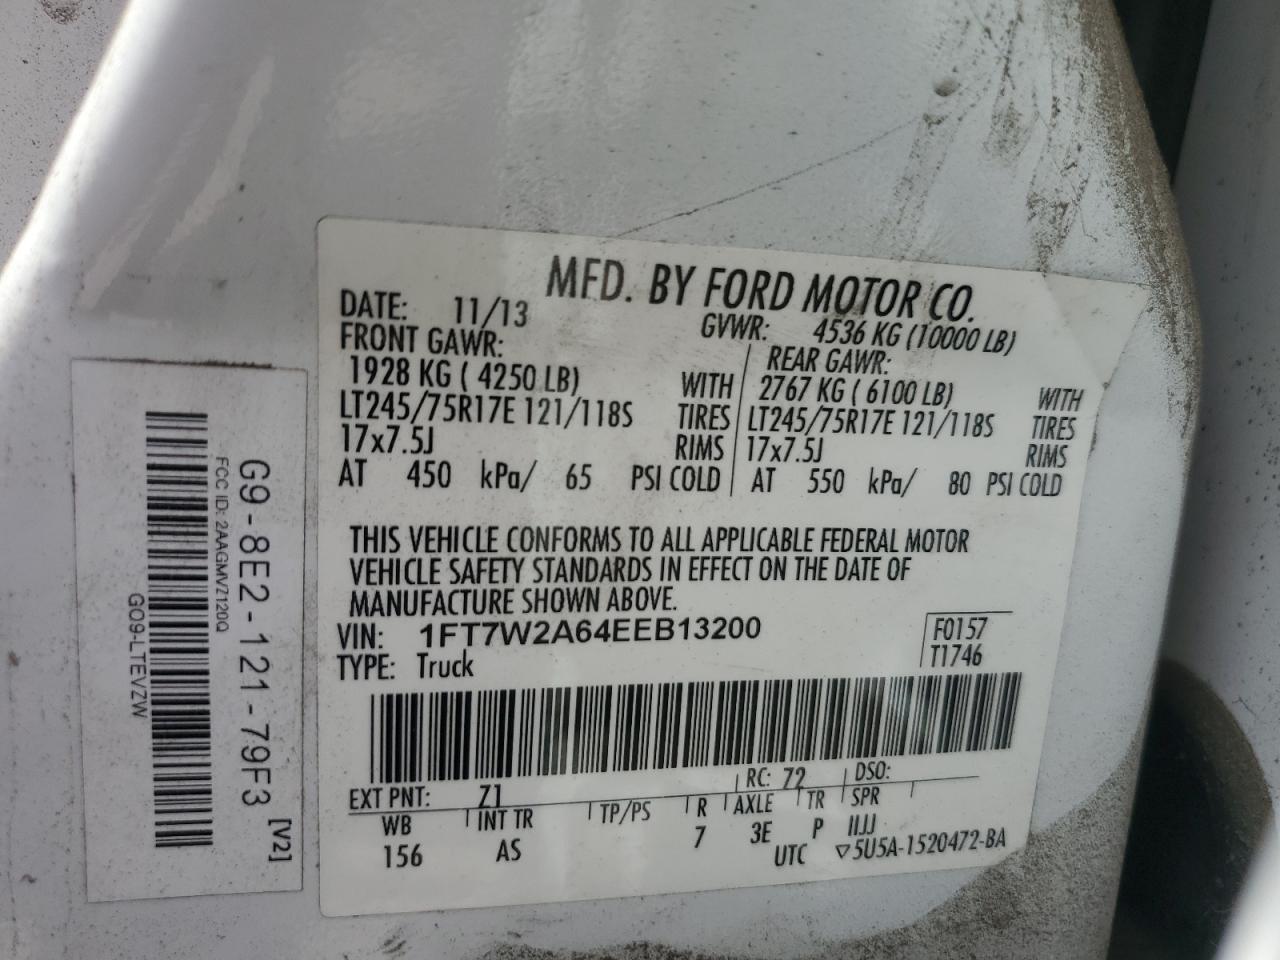 MFD. BY FORD MOTOR CO.
DATE: 11/13 GVWR: 4536 KG (10000 LB)
FRONT GAWR: REAR GAWR:
1928 KG ( 4250 LB) WITH 2767 KG ( 6100 LB) WITH
LT245/75R17E 121/118S TIRES LT245/75R17E 121/118S TIRES
17x7.5J RIMS 17x7.5J RIMS
AT 450 kPa/ 65 PSI COLD AT 550 kPa/ 80 PSI COLD
THIS VEHICLE CONFORMS TO ALL APPLICABLE FEDERAL MOTOR
VEHICLE SAFETY STANDARDS IN EFFECT ON THE DATE OF
MANUFACTURE SHOWN ABOVE.
VIN: 1FT7W2A64EEB13200 F0157
TYPE: Truck T1746
EXT PNT: Z1 RC: 72 DSO:
WB INT TR TP/PS R AXLE TR SPR
156 AS 7 3E P IIJJ
UTC ▽5U5A-1520472-BA
G9-8E2-121-79F3 [V2]
FCC ID: 2AAGMVZ120Q
GO9-LTEVZW